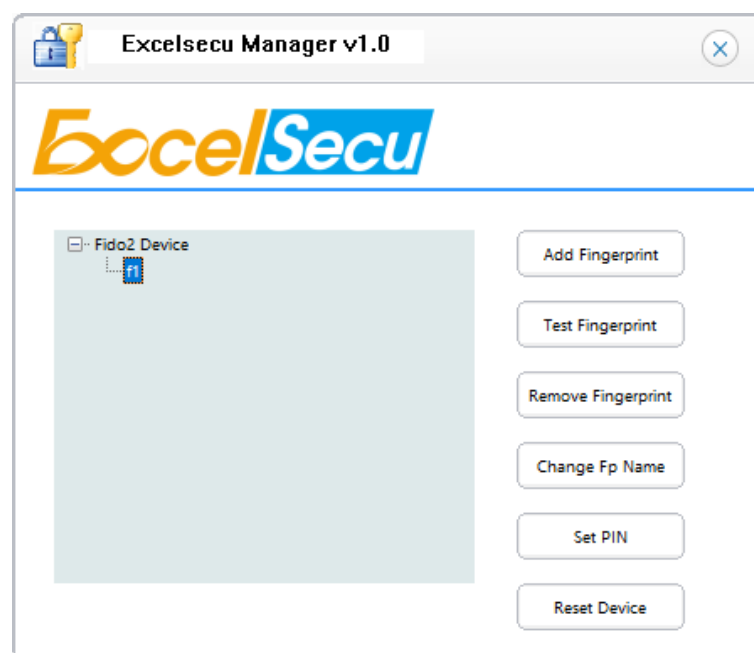 Excelsecu Manager v1.0
ExcelSecu
Fido2 Device
f1
Add Fingerprint
Test Fingerprint
Remove Fingerprint
Change Fp Name
Set PIN
Reset Device